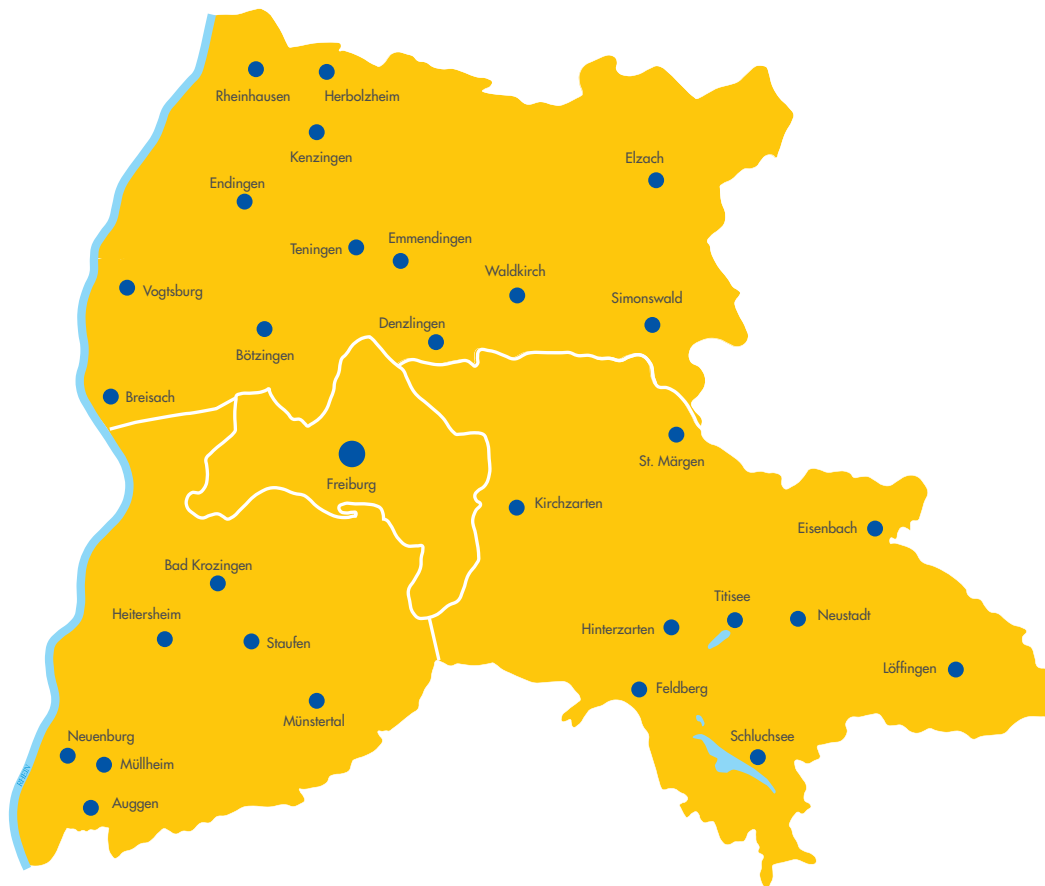 Rheinhausen
Herbolzheim
Kenzingen
Elzach
Endingen
Emmendingen
Teningen
Waldkirch
Vogtsburg
Simonswald
Denzlingen
Bötzingen
Breisach
St. Märgen
Freiburg
Kirchzarten
Eisenbach
Bad Krozingen
Titisee
Heitersheim
Neustadt
Hinterzarten
Staufen
Löffingen
Feldberg
Münstertal
Neuenburg
Schluchsee
Müllheim
RHEIN
Auggen